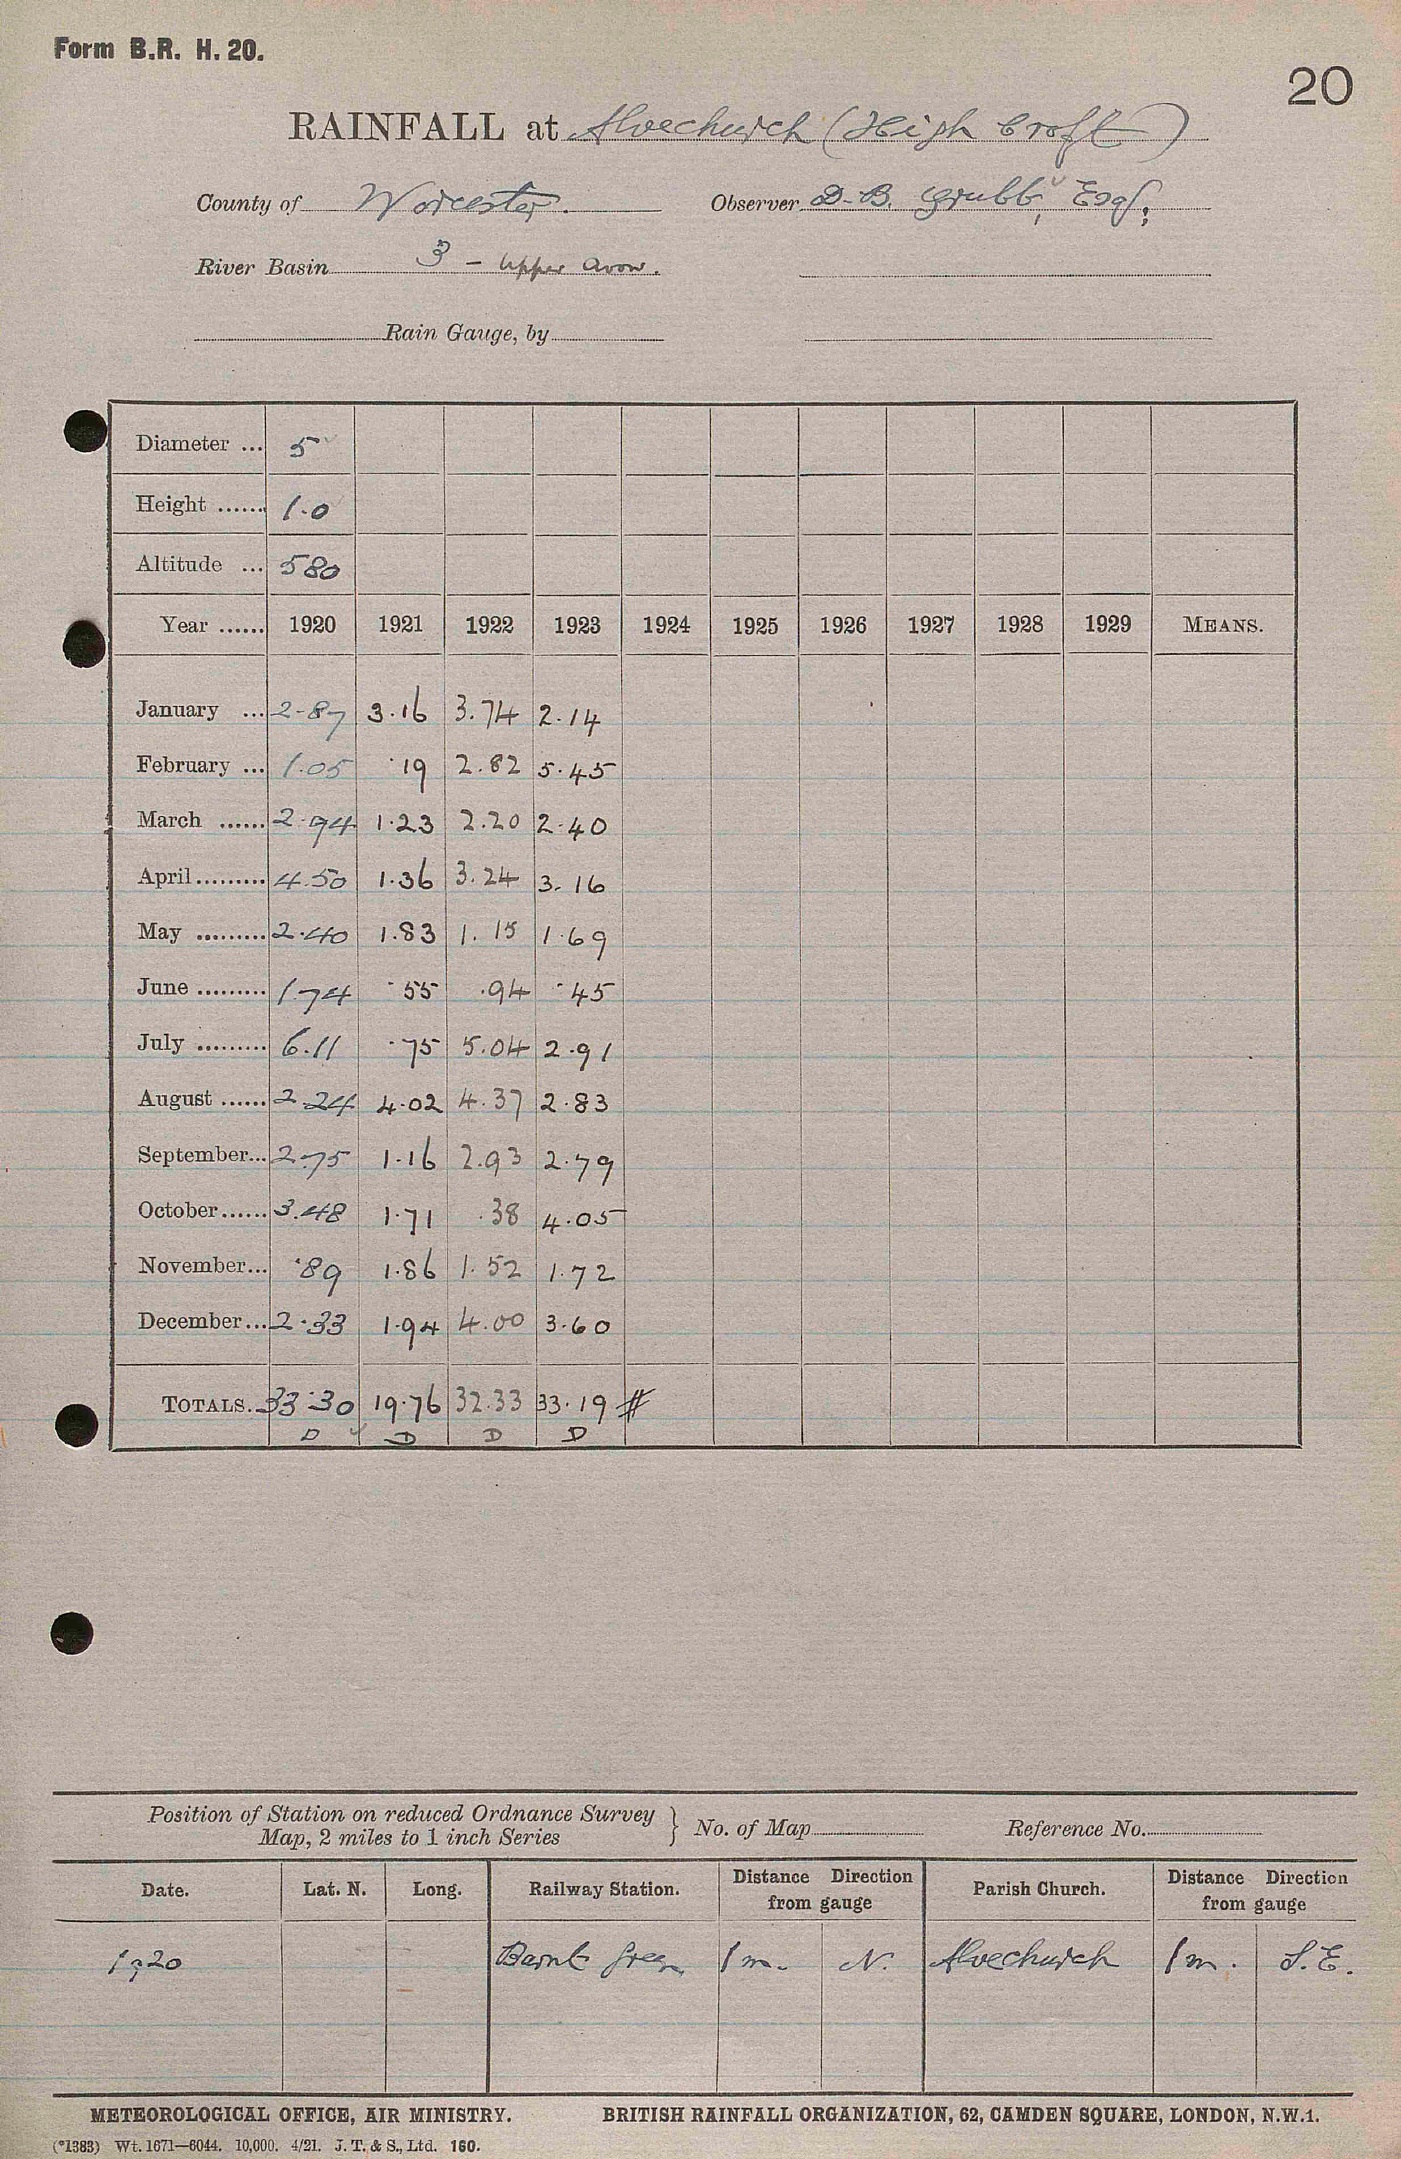 Form B.R. H. 20.
20
RAINFALL at Alvechurch (High Croft)
County of Worcester. Observer D. B. Grubb, Esq;
River Basin 3 - Upper Avon.
Rain Gauge, by
Diameter ... 5
Height ...... 1.0
Altitude ... 580
Year ...... 1920 1921 1922 1923 1924 1925 1926 1927 1928 1929 MEANS.
January ... 2.87 3.16 3.74 2.14
February ... 1.05 .19 2.82 5.45
March ...... 2.94 1.23 2.20 2.40
April ......... 4.50 1.36 3.24 3.16
May ......... 2.40 1.83 1.15 1.69
June ......... 1.74 .55 .94 .45
July ......... 6.11 .75 5.04 2.91
August ...... 2.24 4.02 4.37 2.83
September... 2.75 1.16 2.93 2.79
October ...... 3.48 1.71 .38 4.05
November... .89 1.86 1.52 1.72
December... 2.33 1.94 4.00 3.60
TOTALS. 33.30 19.76 32.33 33.19 #
D D D D
Position of Station on reduced Ordnance Survey } No. of Map Reference No.
Map, 2 miles to 1 inch Series
Date. Lat. N. Long. Railway Station. Distance Direction from gauge Parish Church. Distance Direction from gauge
1920 Barnt Green 1 m. N. Alvechurch 1 m. S.E.
METEOROLOGICAL OFFICE, AIR MINISTRY. BRITISH RAINFALL ORGANIZATION, 62, CAMDEN SQUARE, LONDON, N.W.1.
(*1383) Wt. 1671—6044. 10,000. 4/21. J. T. & S., Ltd. 160.